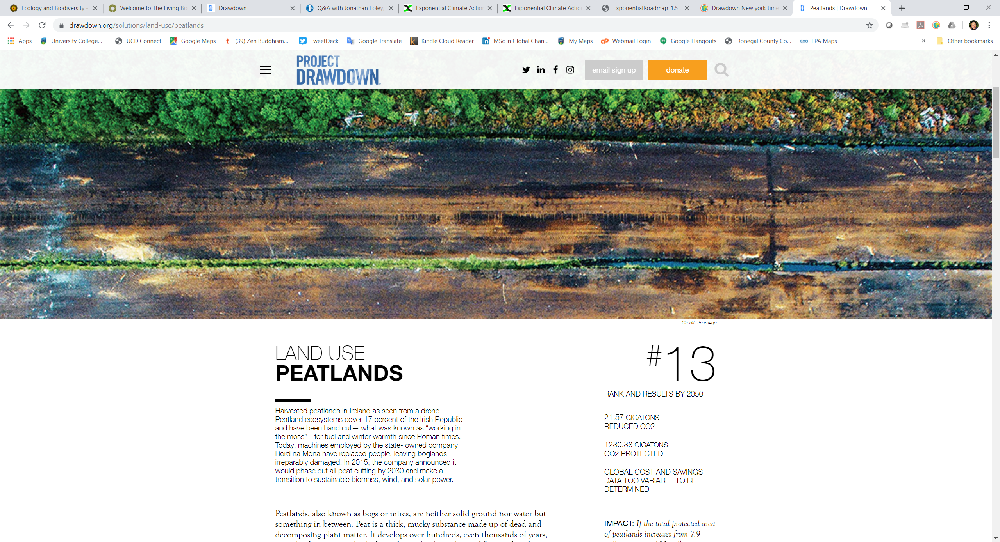 Ecology and Biodiversity -
Welcome to The Living Bo
Drawdown
Q&A with Jonathan Foley,
Exponential Climate Actio
Exponential Climate Actio
ExponentialRoadmap_1.5_
Drawdown New york time
Peatlands | Drawdown
drawdown.org/solutions/land-use/peatlands
Apps
University College...
UCD Connect
Google Maps
(39) Zen Buddhism...
TweetDeck
Google Translate
Kindle Cloud Reader
MSc in Global Chan...
My Maps
Webmail Login
Google Hangouts
Donegal County Co...
EPA Maps
»
Other bookmarks
PROJECT
DRAWDOWN
email sign up
donate
Credit: 2c image
LAND USE
PEATLANDS
Harvested peatlands in Ireland as seen from a drone.
Peatland ecosystems cover 17 percent of the Irish Republic
and have been hand cut— what was known as “working in
the moss”—for fuel and winter warmth since Roman times.
Today, machines employed by the state- owned company
Bord na Móna have replaced people, leaving boglands
irreparably damaged. In 2015, the company announced it
would phase out all peat cutting by 2030 and make a
transition to sustainable biomass, wind, and solar power.
Peatlands, also known as bogs or mires, are neither solid ground nor water but
something in between. Peat is a thick, mucky substance made up of dead and
decomposing plant matter. It develops over hundreds, even thousands of years,
#13
RANK AND RESULTS BY 2050
21.57 GIGATONS
REDUCED CO2
1230.38 GIGATONS
CO2 PROTECTED
GLOBAL COST AND SAVINGS
DATA TOO VARIABLE TO BE
DETERMINED
IMPACT: If the total protected area
of peatlands increases from 7.9